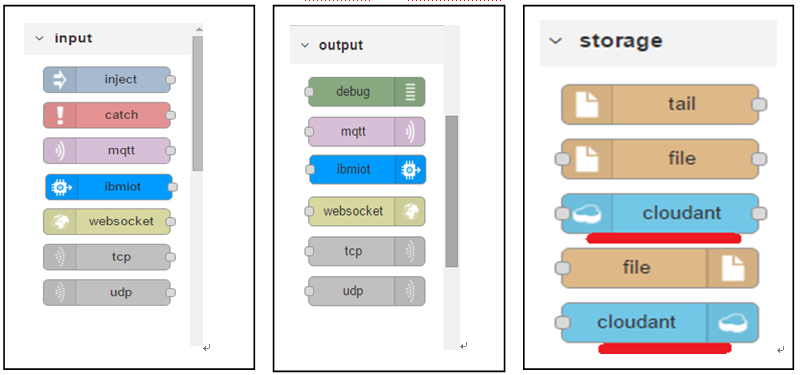 input
inject
catch
mqtt
ibmiot
websocket
tcp
udp
output
debug
mqtt
ibmiot
websocket
tcp
udp
storage
tail
file
cloudant
file
cloudant